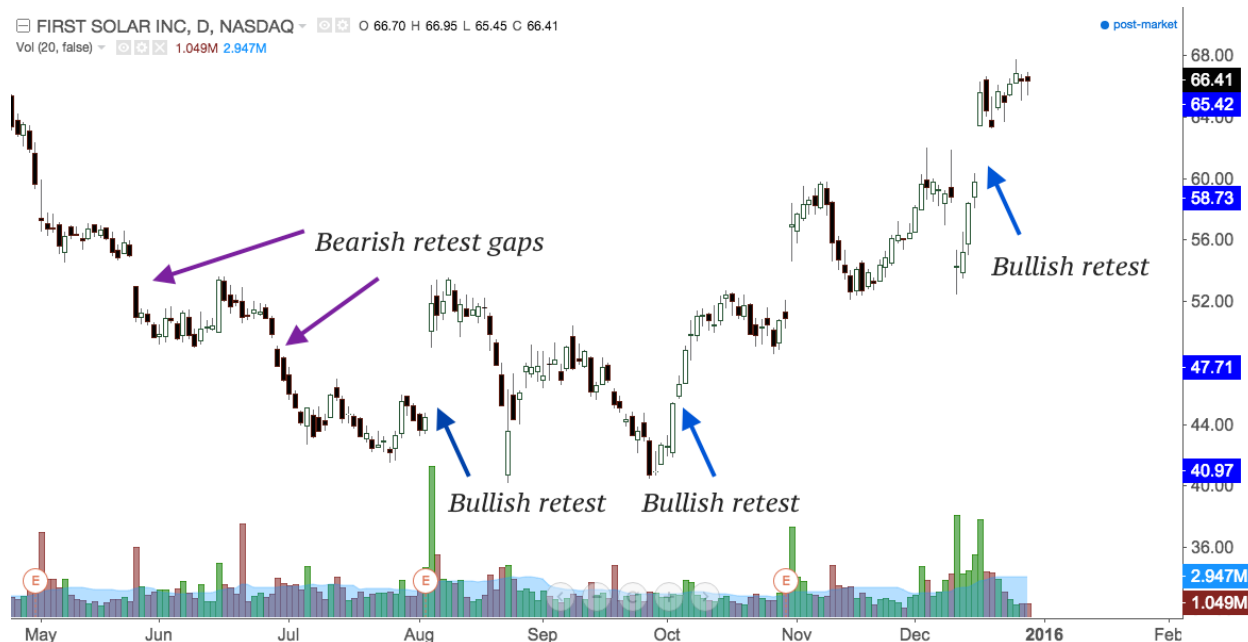 FIRST SOLAR INC, D, NASDAQ O 66.70 H 66.95 L 65.45 C 66.41
Vol (20, false) 1.049M 2.947M
post-market
68.00
66.41
65.42
64.00
60.00
58.73
56.00
52.00
47.71
44.00
40.97
40.00
36.00
2.947M
1.049M
Bearish retest gaps
Bullish retest
Bullish retest
Bullish retest
E
E
E
May Jun Jul Aug Sep Oct Nov Dec 2016 Feb